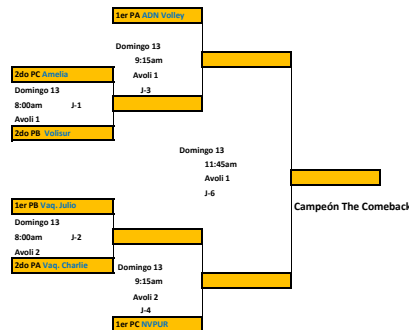 1er PA ADN Volley
Domingo 13
9:15am
Avoli 1
J-3
2do PC Amelia
Domingo 13
8:00am J-1
Avoli 1
2do PB Volisur
Domingo 13
11:45am
Avoli 1
J-6
Campeón The Comeback
1er PB Vaq. Julio
Domingo 13
8:00am J-2
Avoli 2
2do PA Vaq. Charlie
Domingo 13
9:15am
Avoli 2
J-4
1er PC NVPUR